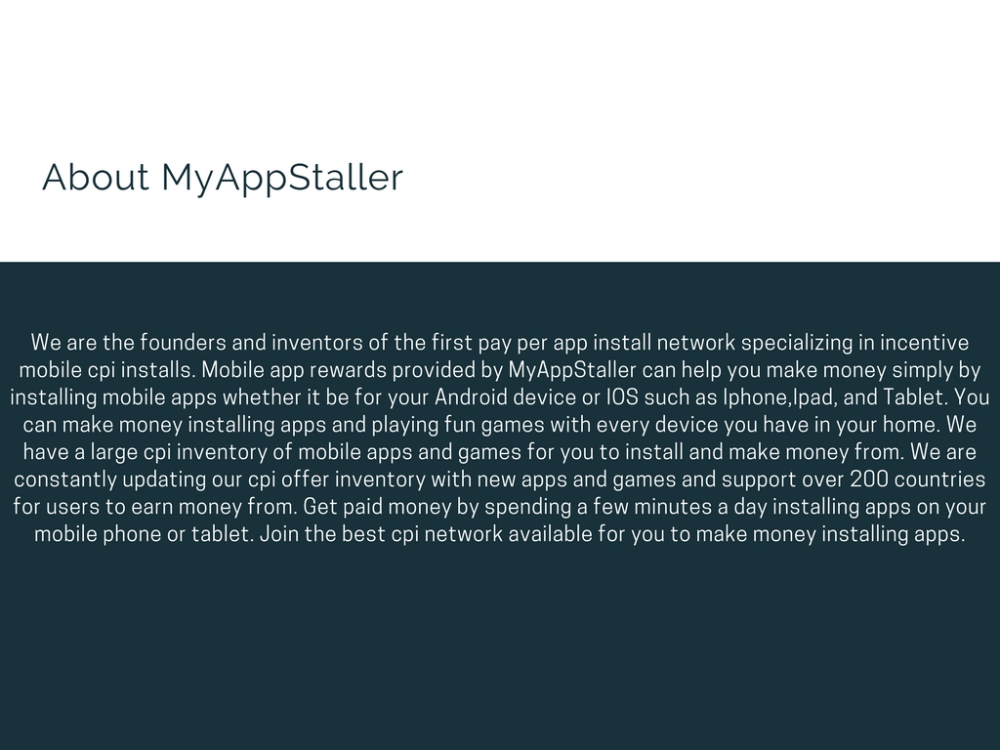 About MyAppStaller
We are the founders and inventors of the first pay per app install network specializing in incentive
mobile cpi installs. Mobile app rewards provided by MyAppStaller can help you make money simply by
installing mobile apps whether it be for your Android device or IOS such as Iphone,Ipad, and Tablet. You
can make money installing apps and playing fun games with every device you have in your home. We
have a large cpi inventory of mobile apps and games for you to install and make money from. We are
constantly updating our cpi offer inventory with new apps and games and support over 200 countries
for users to earn money from. Get paid money by spending a few minutes a day installing apps on your
mobile phone or tablet. Join the best cpi network available for you to make money installing apps.